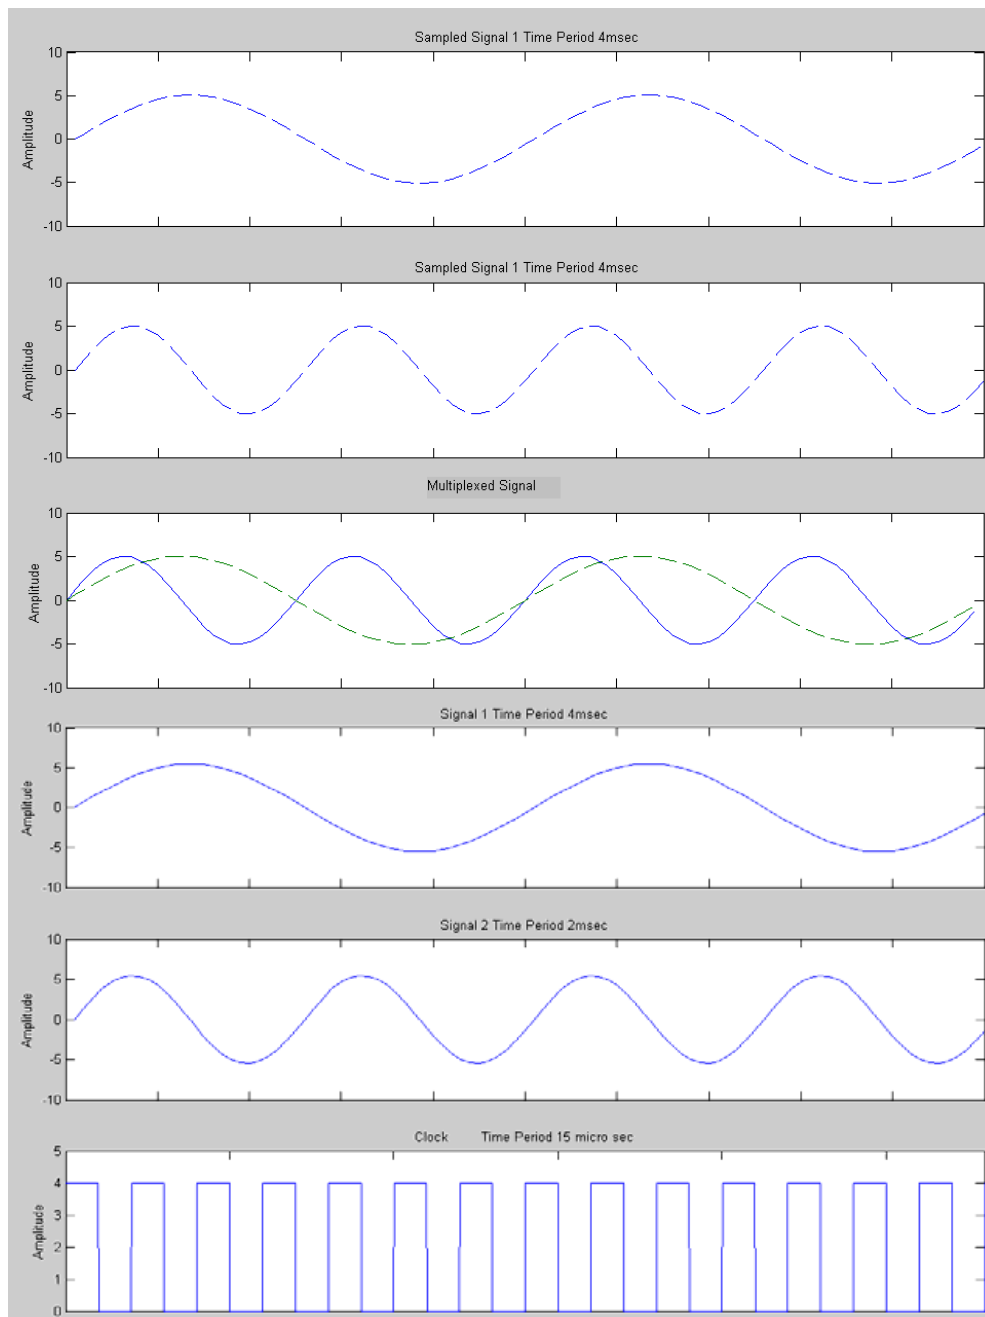 Sampled Signal 1 Time Period 4msec
10
5
0
-5
-10
Amplitude
Sampled Signal 1 Time Period 4msec
10
5
0
-5
-10
Amplitude
Multiplexed Signal
10
5
0
-5
-10
Amplitude
Signal 1 Time Period 4msec
10
5
0
-5
-10
Amplitude
Signal 2 Time Period 2msec
10
5
0
-5
-10
Amplitude
Clock Time Period 15 micro sec
5
4
3
2
1
0
Amplitude